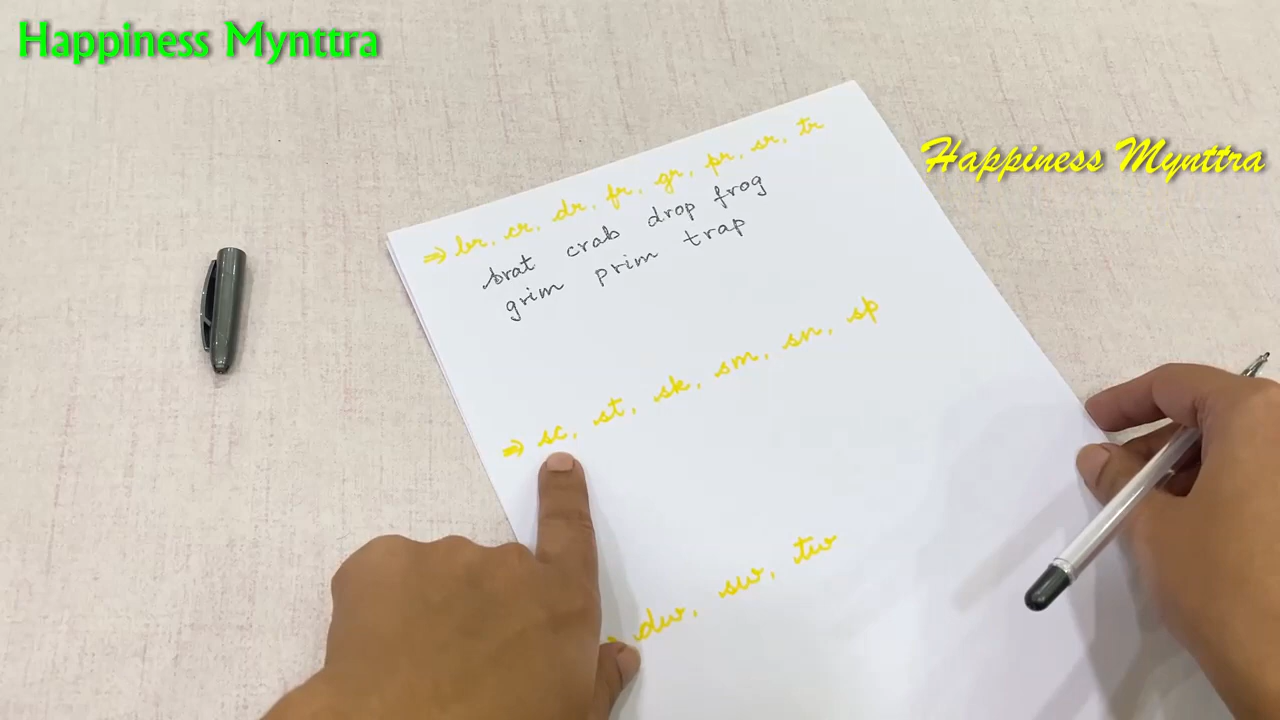 Happiness Mynttra
Happiness Mynttra
⇒ br, cr, dr, fr, gr, pr, sr, tr
brat crab drop frog
grim prim trap
⇒ sc, st, sk, sm, sn, sp
⇒ dw, sw, tw